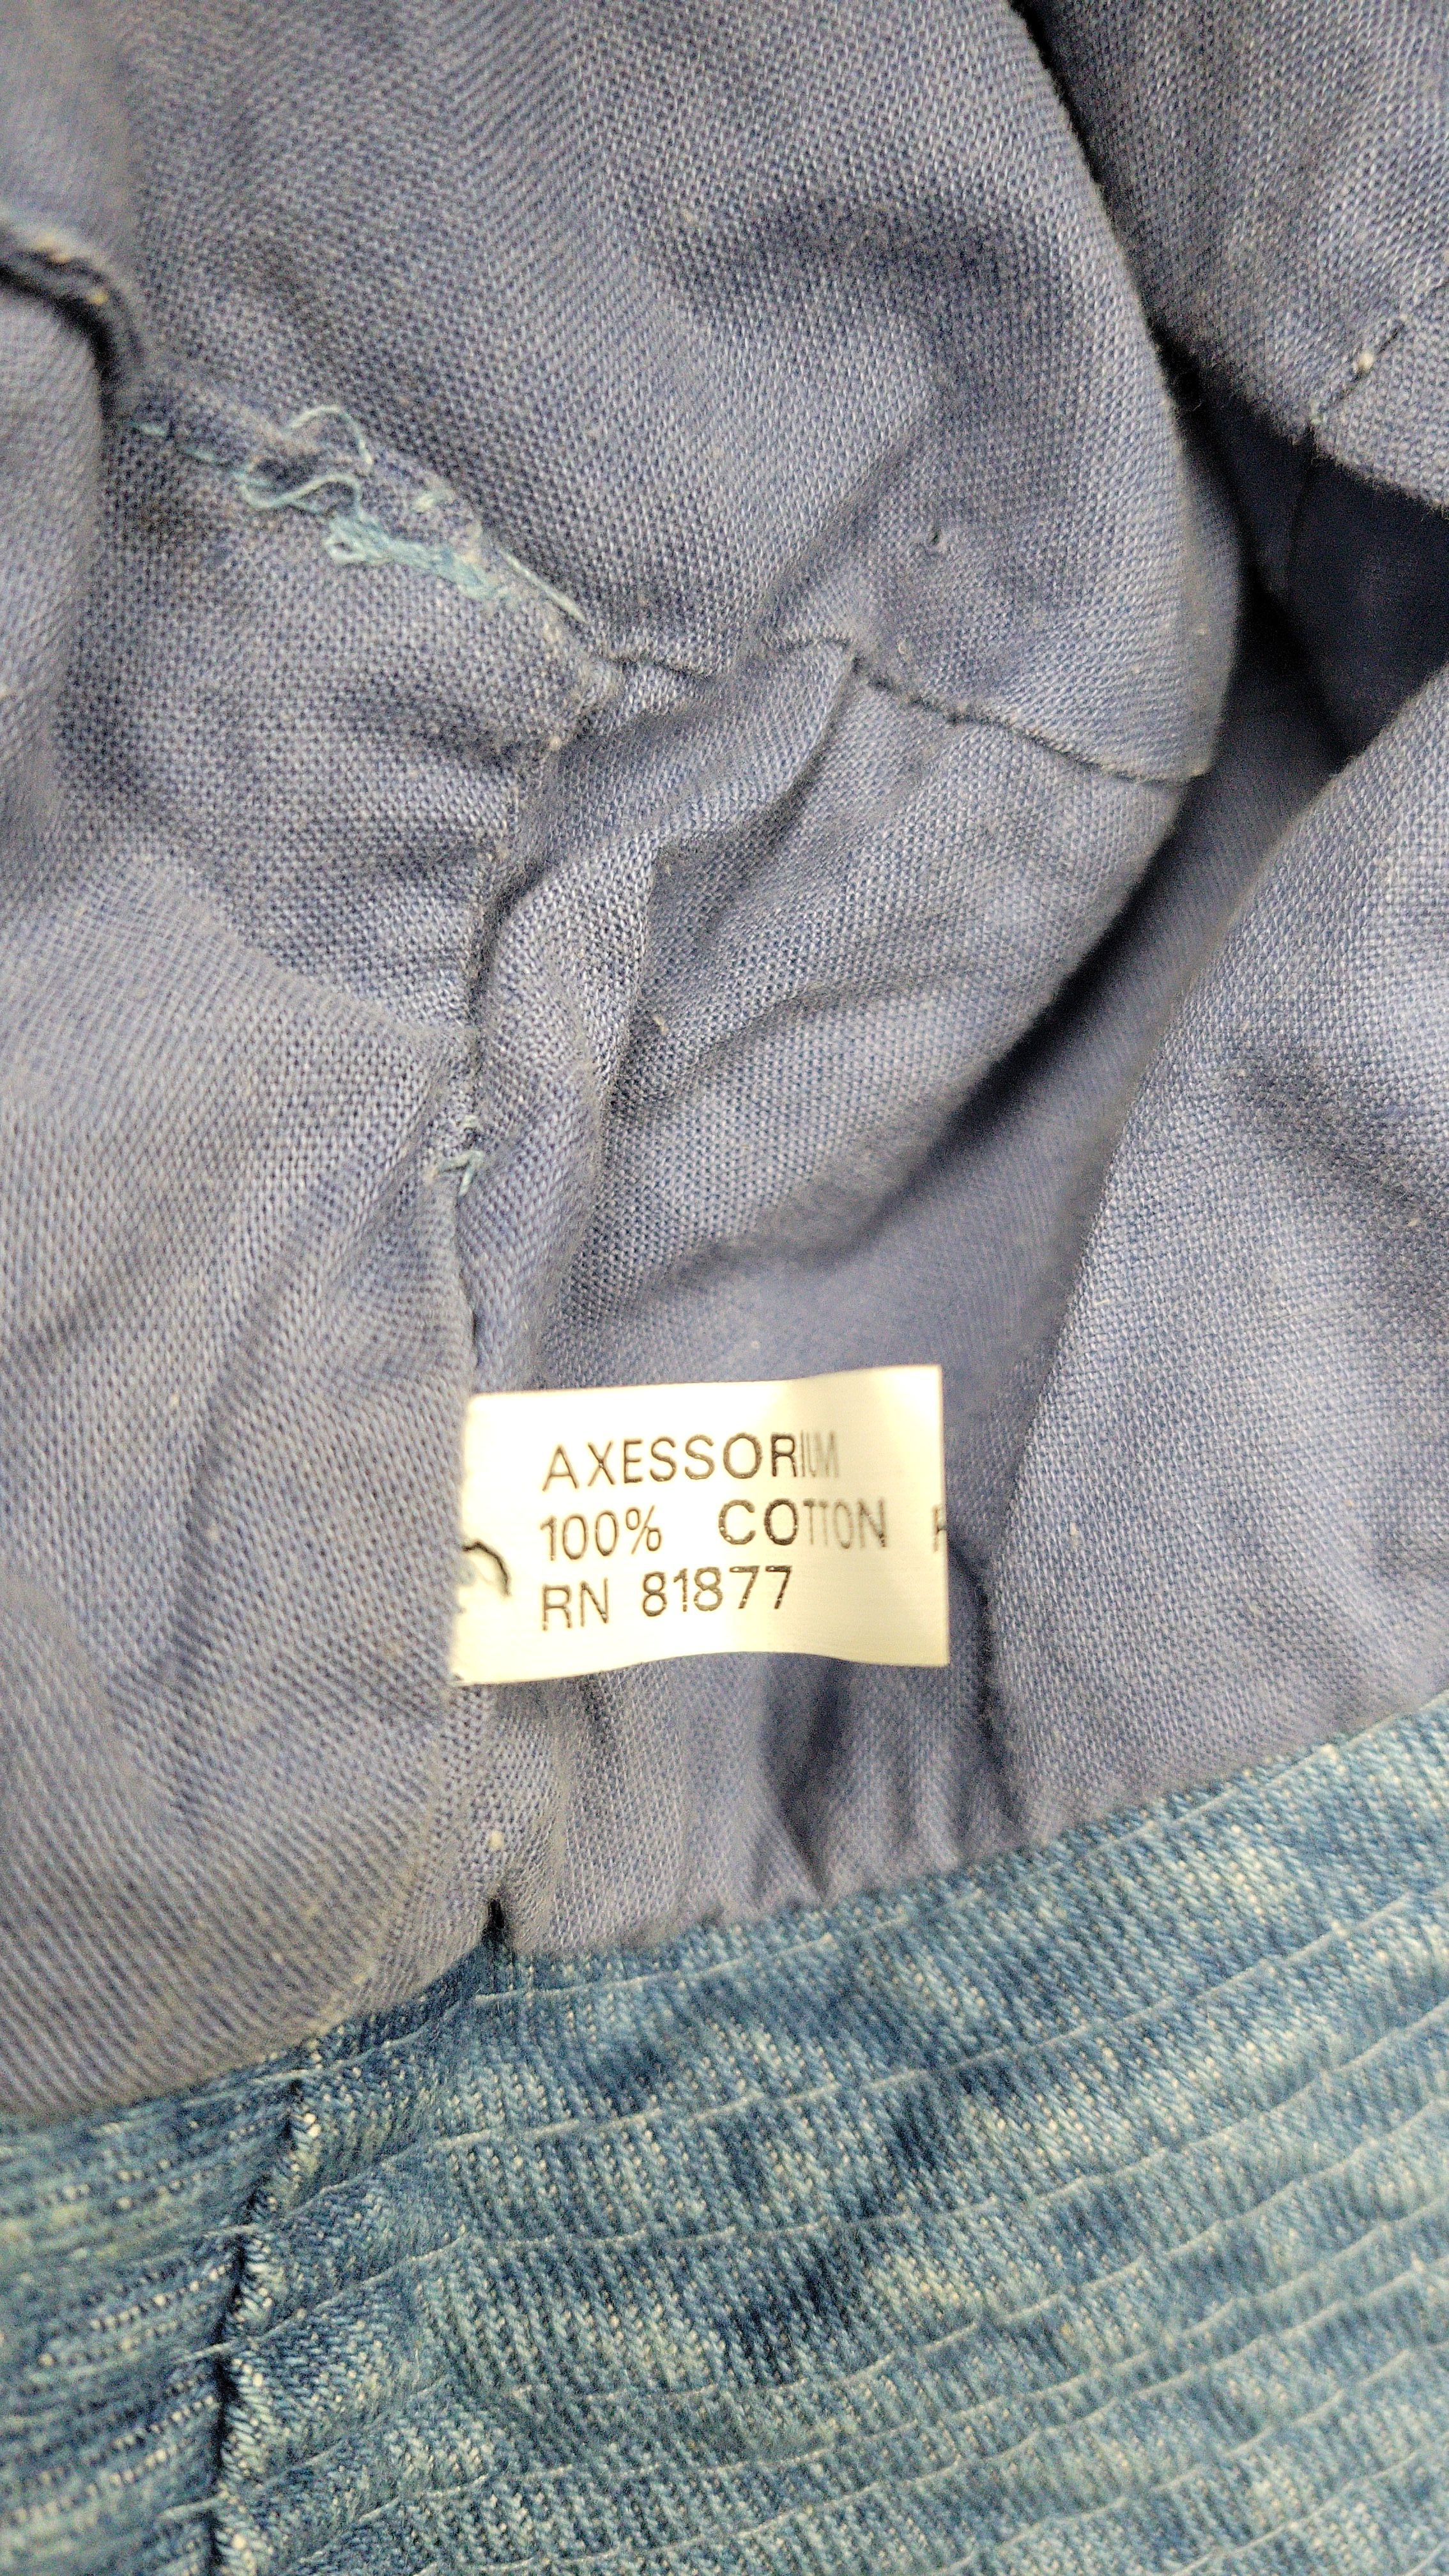 AXESSORIUM
100% COTTON
RN 81877